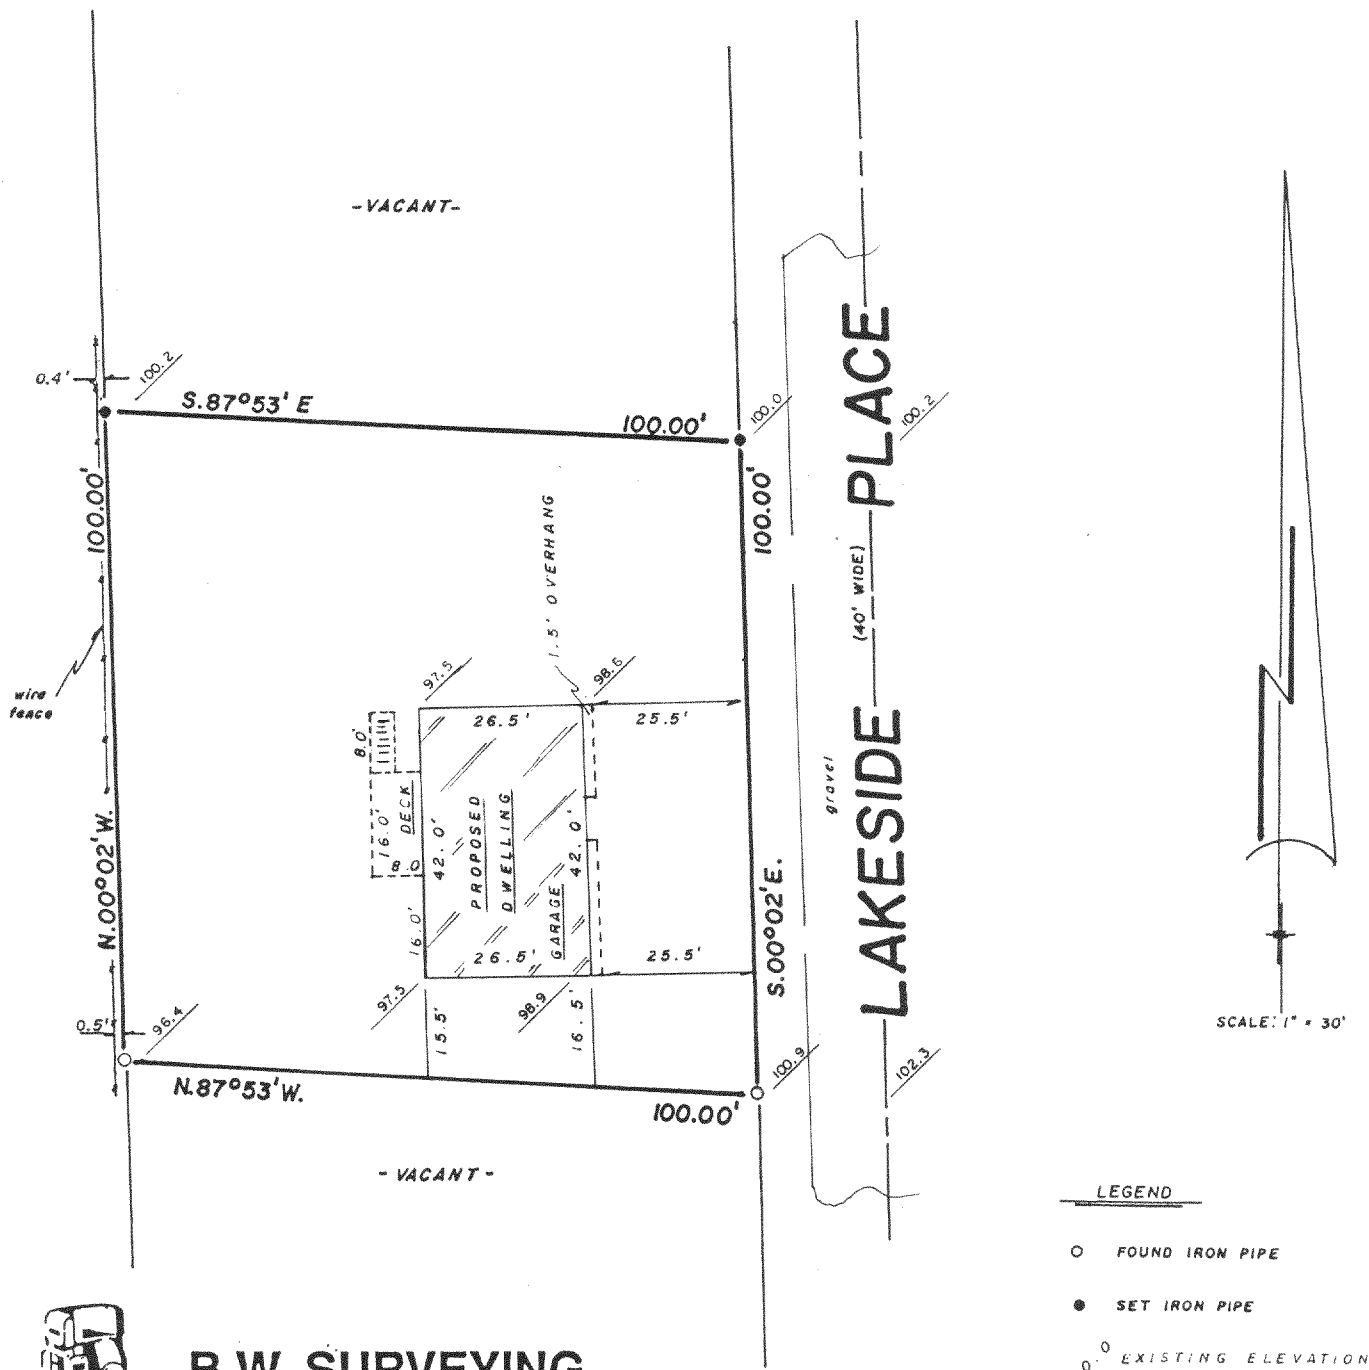 -VACANT-
0.4'
100.2
S.87°53' E
100.00'
100.0
100.2
100.00'
100.00'
1.5' OVERHANG
PLACE
(40' WIDE)
LAKESIDE
gravel
wire
fence
97.5
98.6
26.5'
25.5'
8.0'
16.0'
DECK
8.0
42.0'
PROPOSED
DWELLING
42.0'
GARAGE
16.0'
26.5'
25.5'
N.00°02'W.
S.00°02'E.
97.5
98.9
15.5'
16.5'
0.5'
96.4
100.9
102.3
N.87°53'W.
100.00'
- VACANT -
SCALE: 1" = 30'
LEGEND
FOUND IRON PIPE
SET IRON PIPE
0.0 EXISTING ELEVATION
B.W. SURVEYING